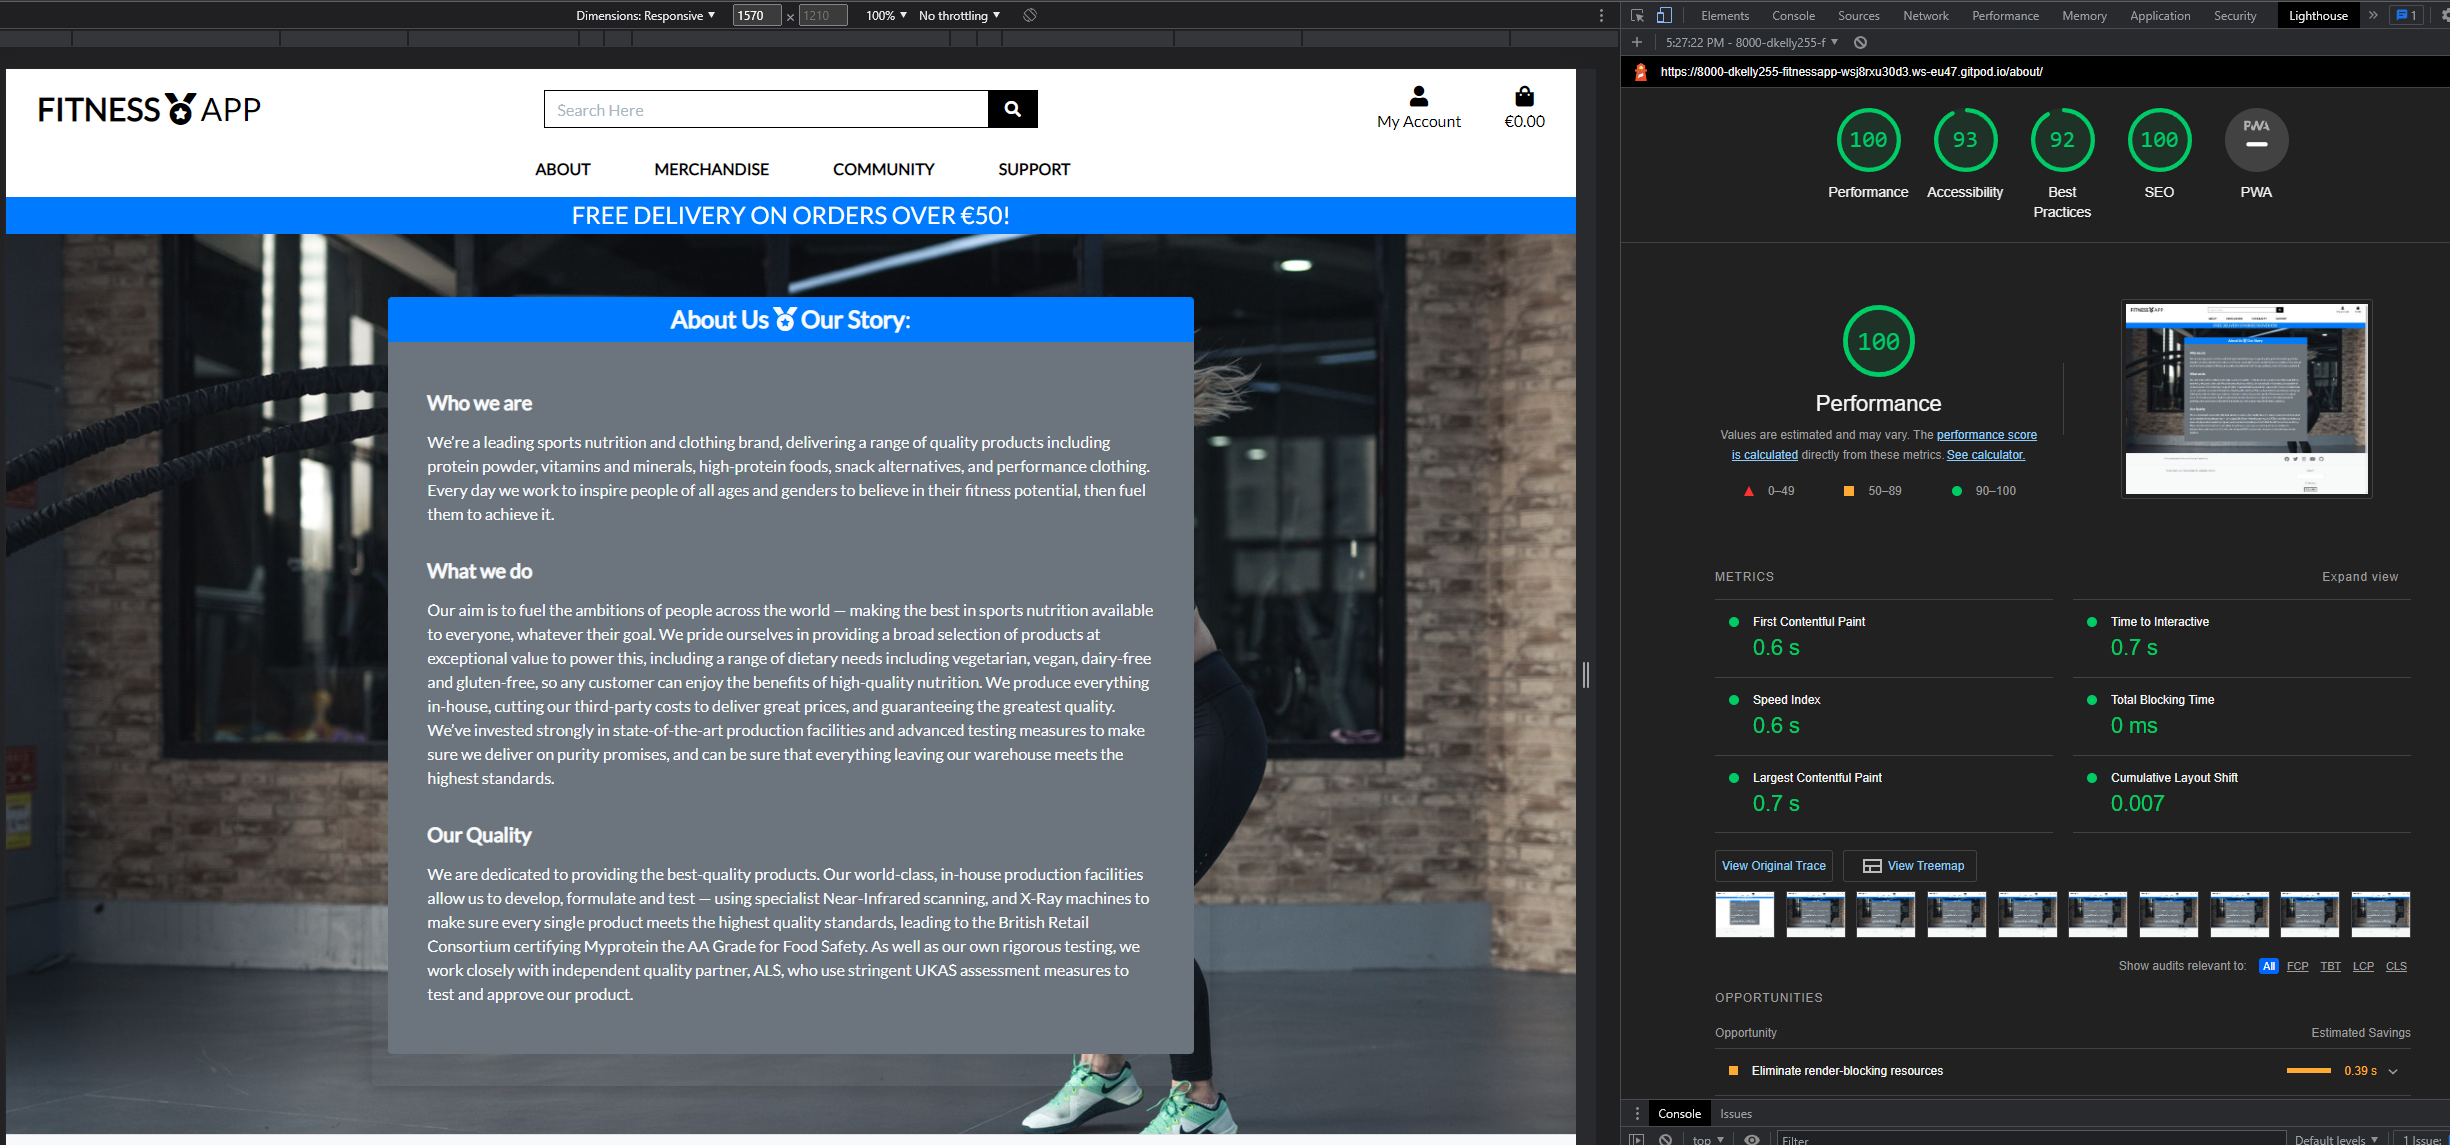 Dimensions: Responsive ▼ 1570 × 1210 100% ▼ No throttling ▼
FITNESS APP
Search Here
My Account
€0.00
ABOUT MERCHANDISE COMMUNITY SUPPORT
FREE DELIVERY ON ORDERS OVER €50!
About Us Our Story:
Who we are
We’re a leading sports nutrition and clothing brand, delivering a range of quality products including
protein powder, vitamins and minerals, high-protein foods, snack alternatives, and performance clothing.
Every day we work to inspire people of all ages and genders to believe in their fitness potential, then fuel
them to achieve it.
What we do
Our aim is to fuel the ambitions of people across the world — making the best in sports nutrition available
to everyone, whatever their goal. We pride ourselves in providing a broad selection of products at
exceptional value to power this, including a range of dietary needs including vegetarian, vegan, dairy-free
and gluten-free, so any customer can enjoy the benefits of high-quality nutrition. We produce everything
in-house, cutting our third-party costs to deliver great prices, and guaranteeing the greatest quality.
We’ve invested strongly in state-of-the-art production facilities and advanced testing measures to make
sure we deliver on purity promises, and can be sure that everything leaving our warehouse meets the
highest standards.
Our Quality
We are dedicated to providing the best-quality products. Our world-class, in-house production facilities
allow us to develop, formulate and test — using specialist Near-Infrared scanning, and X-Ray machines to
make sure every single product meets the highest quality standards, leading to the British Retail
Consortium certifying Myprotein the AA Grade for Food Safety. As well as our own rigorous testing, we
work closely with independent quality partner, ALS, who use stringent UKAS assessment measures to
test and approve our product.
Elements Console Sources Network Performance Memory Application Security Lighthouse » 1
+ 5:27:22 PM - 8000-dkelly255-f ▼
https://8000-dkelly255-fitnessapp-wsj8rxu30d3.ws-eu47.gitpod.io/about/
100 93 92 100 PWA
Performance Accessibility Best Practices SEO PWA
100
Performance
Values are estimated and may vary. The performance score
is calculated directly from these metrics. See calculator.
0–49 50–89 90–100
METRICS Expand view
First Contentful Paint
0.6 s
Time to Interactive
0.7 s
Speed Index
0.6 s
Total Blocking Time
0 ms
Largest Contentful Paint
0.7 s
Cumulative Layout Shift
0.007
View Original Trace View Treemap
Show audits relevant to: All FCP TBT LCP CLS
OPPORTUNITIES
Opportunity Estimated Savings
Eliminate render-blocking resources 0.39 s
Console Issues
top ▼ Filter Default levels ▼ 1 Issue: